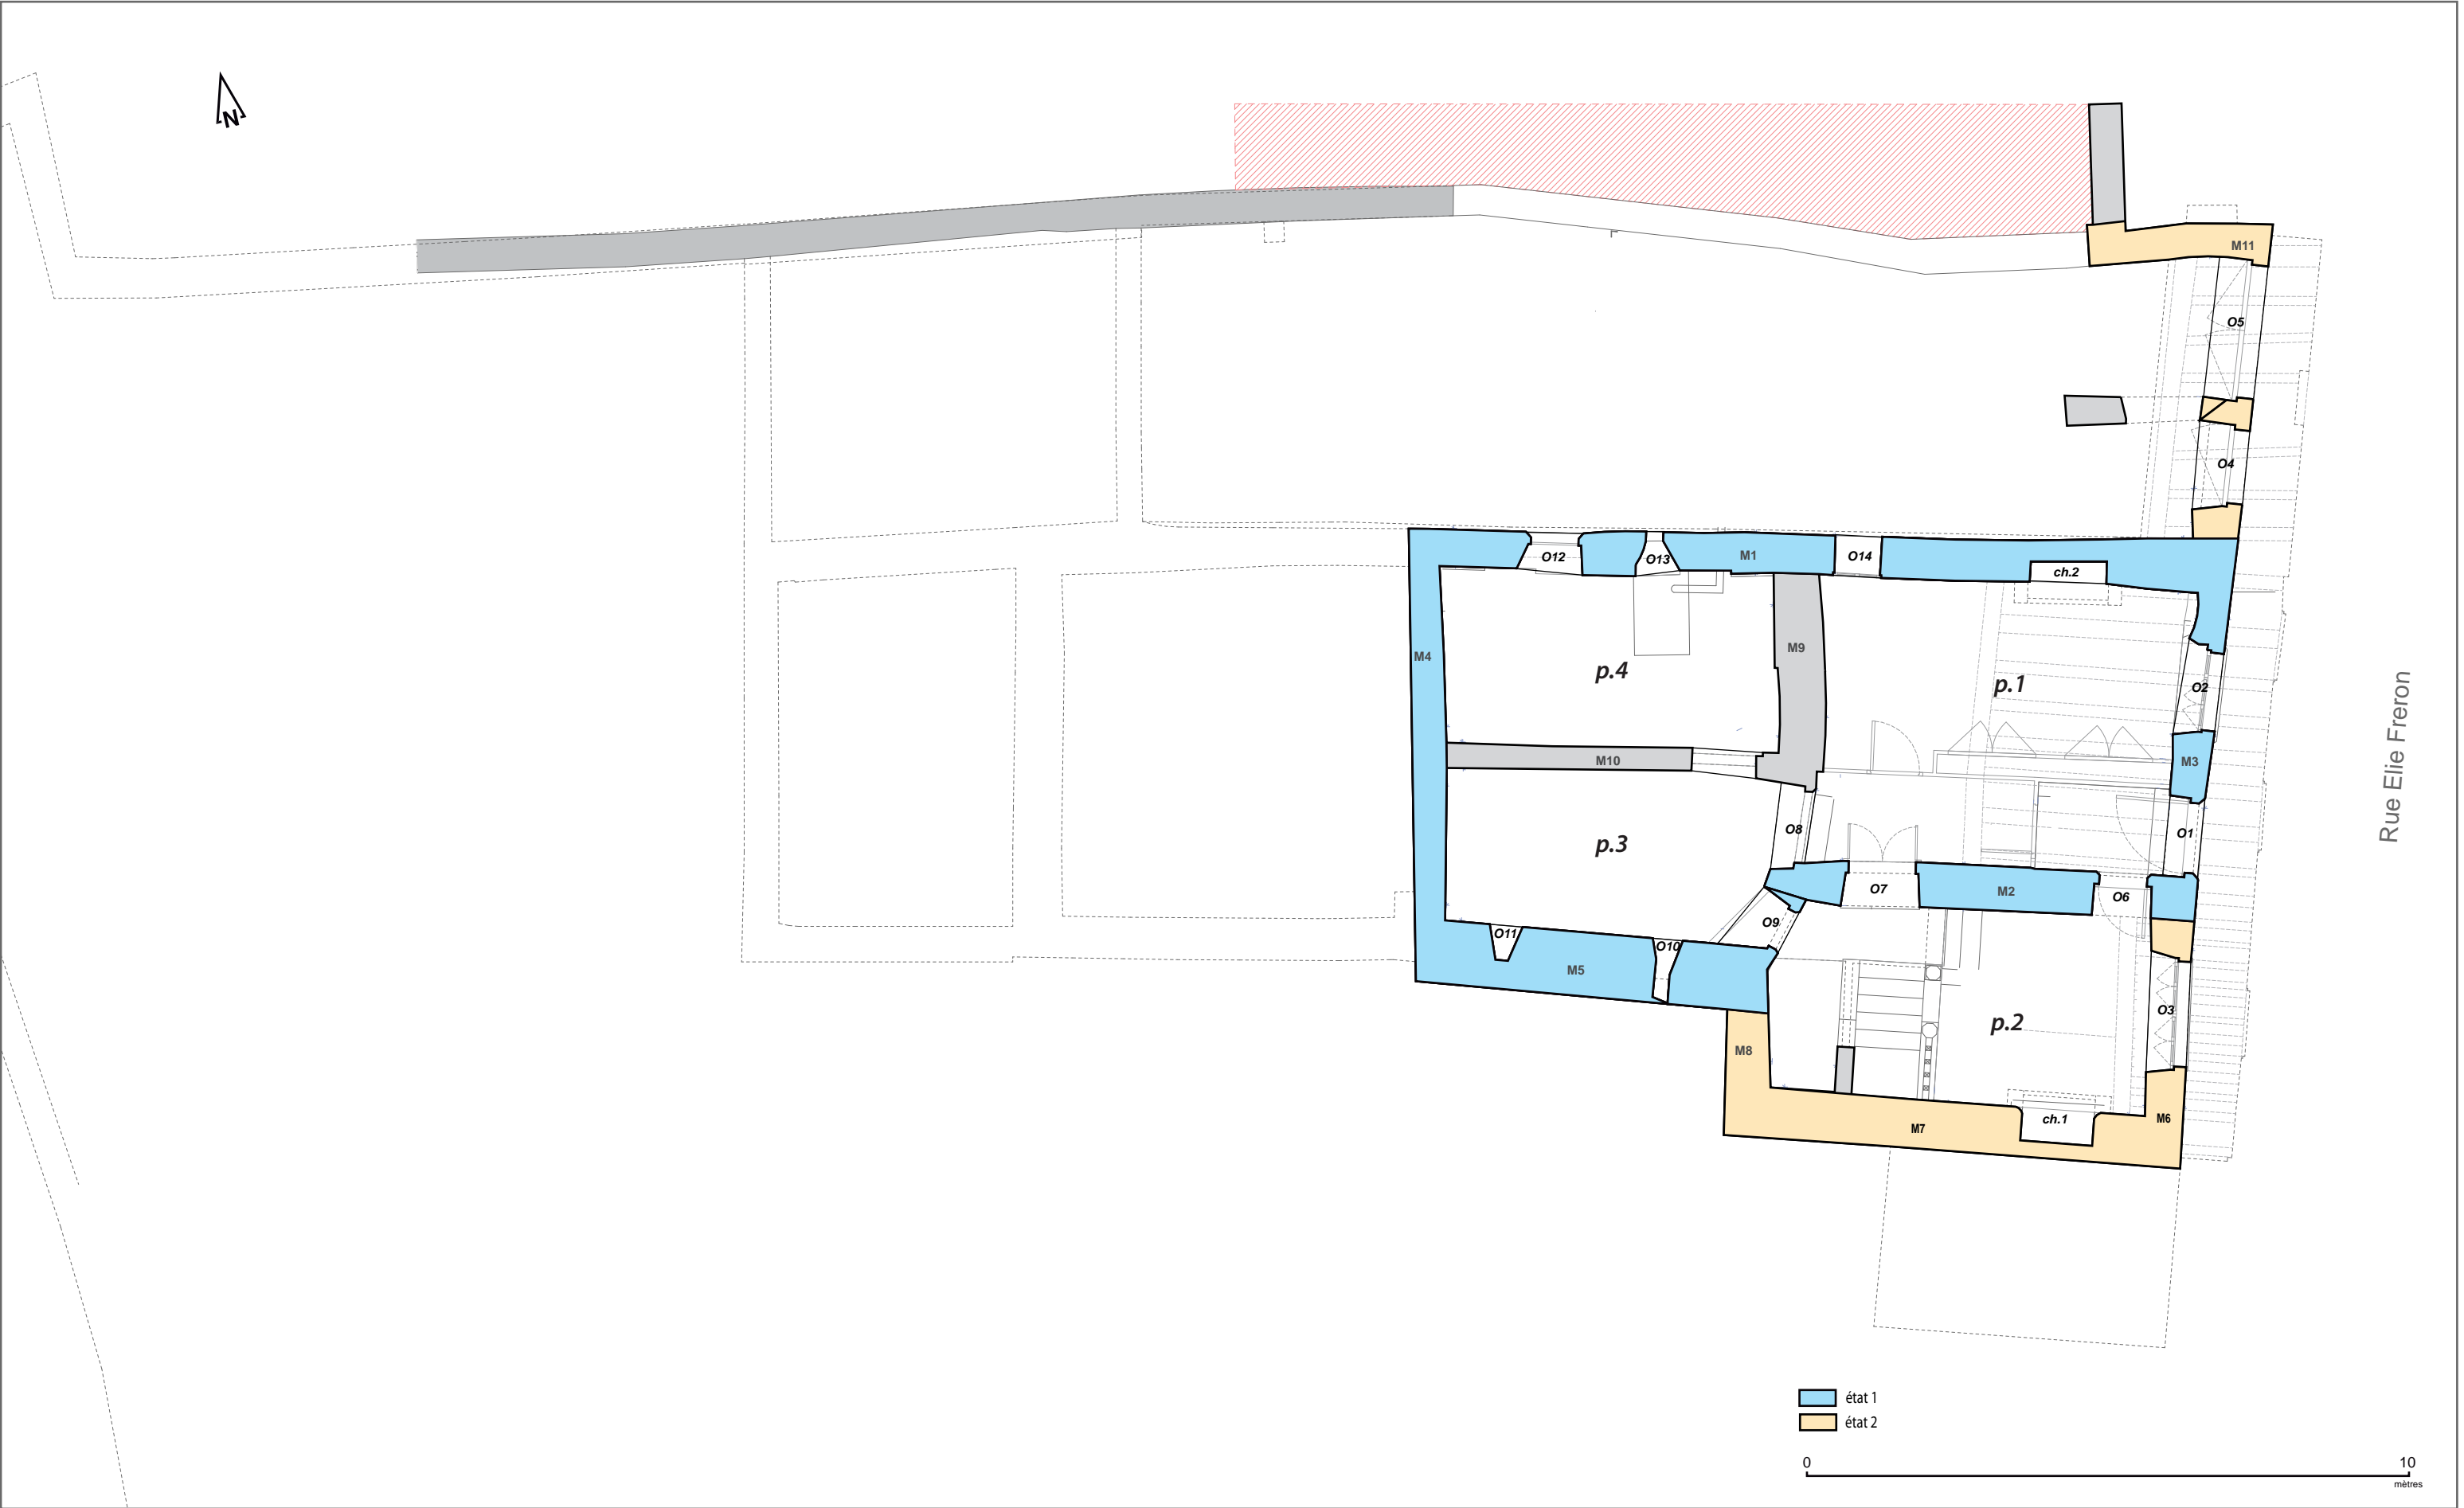 N
M11
O5
O4
O12
O13
M1
O14
ch.2
M4
p.4
M9
p.1
O2
M10
M3
p.3
O8
O1
O7
M2
O6
O9
O11
O10
M5
p.2
O3
M8
ch.1
M6
M7
Rue Elie Freron
état 1
état 2
0 10
mètres